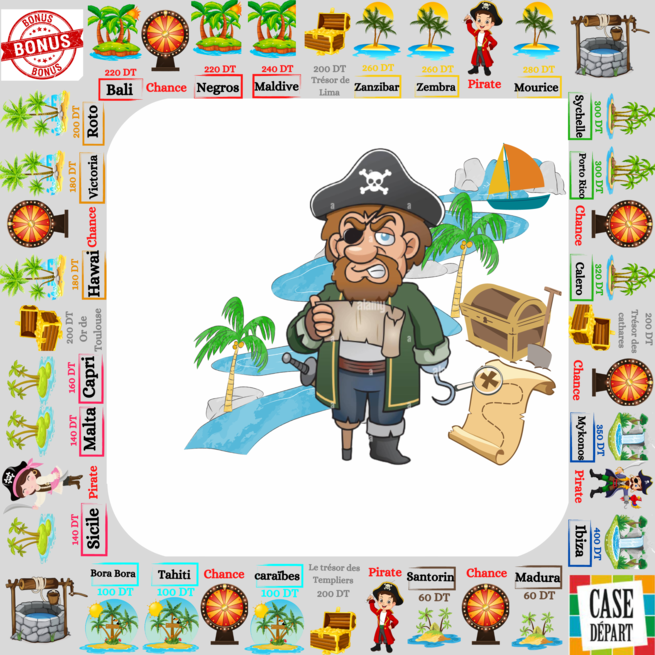 BONUS
BONUS
BONUS
220 DT
Bali
Chance
220 DT
Negros
240 DT
Maldive
200 DT
Trésor de
Lima
260 DT
Zanzibar
260 DT
Zembra
Pirate
280 DT
Mourice
300 DT
Sychelle
300 DT
Porto Rico
Chance
320 DT
Calero
200 DT
Trésor des
cathares
Chance
350 DT
Mykonos
Pirate
400 DT
Ibiza
CASE
DÉPART
Madura
60 DT
Chance
Santorin
60 DT
Pirate
Le trésor des
Templiers
200 DT
caraïbes
100 DT
Chance
Tahiti
100 DT
Bora Bora
100 DT
140 DT
Sicile
Pirate
140 DT
Malta
160 DT
Capri
200 DT
Or de
Toulouse
180 DT
Hawai
Chance
180 DT
Victoria
200 DT
Roto
a
a
alamy
a
a